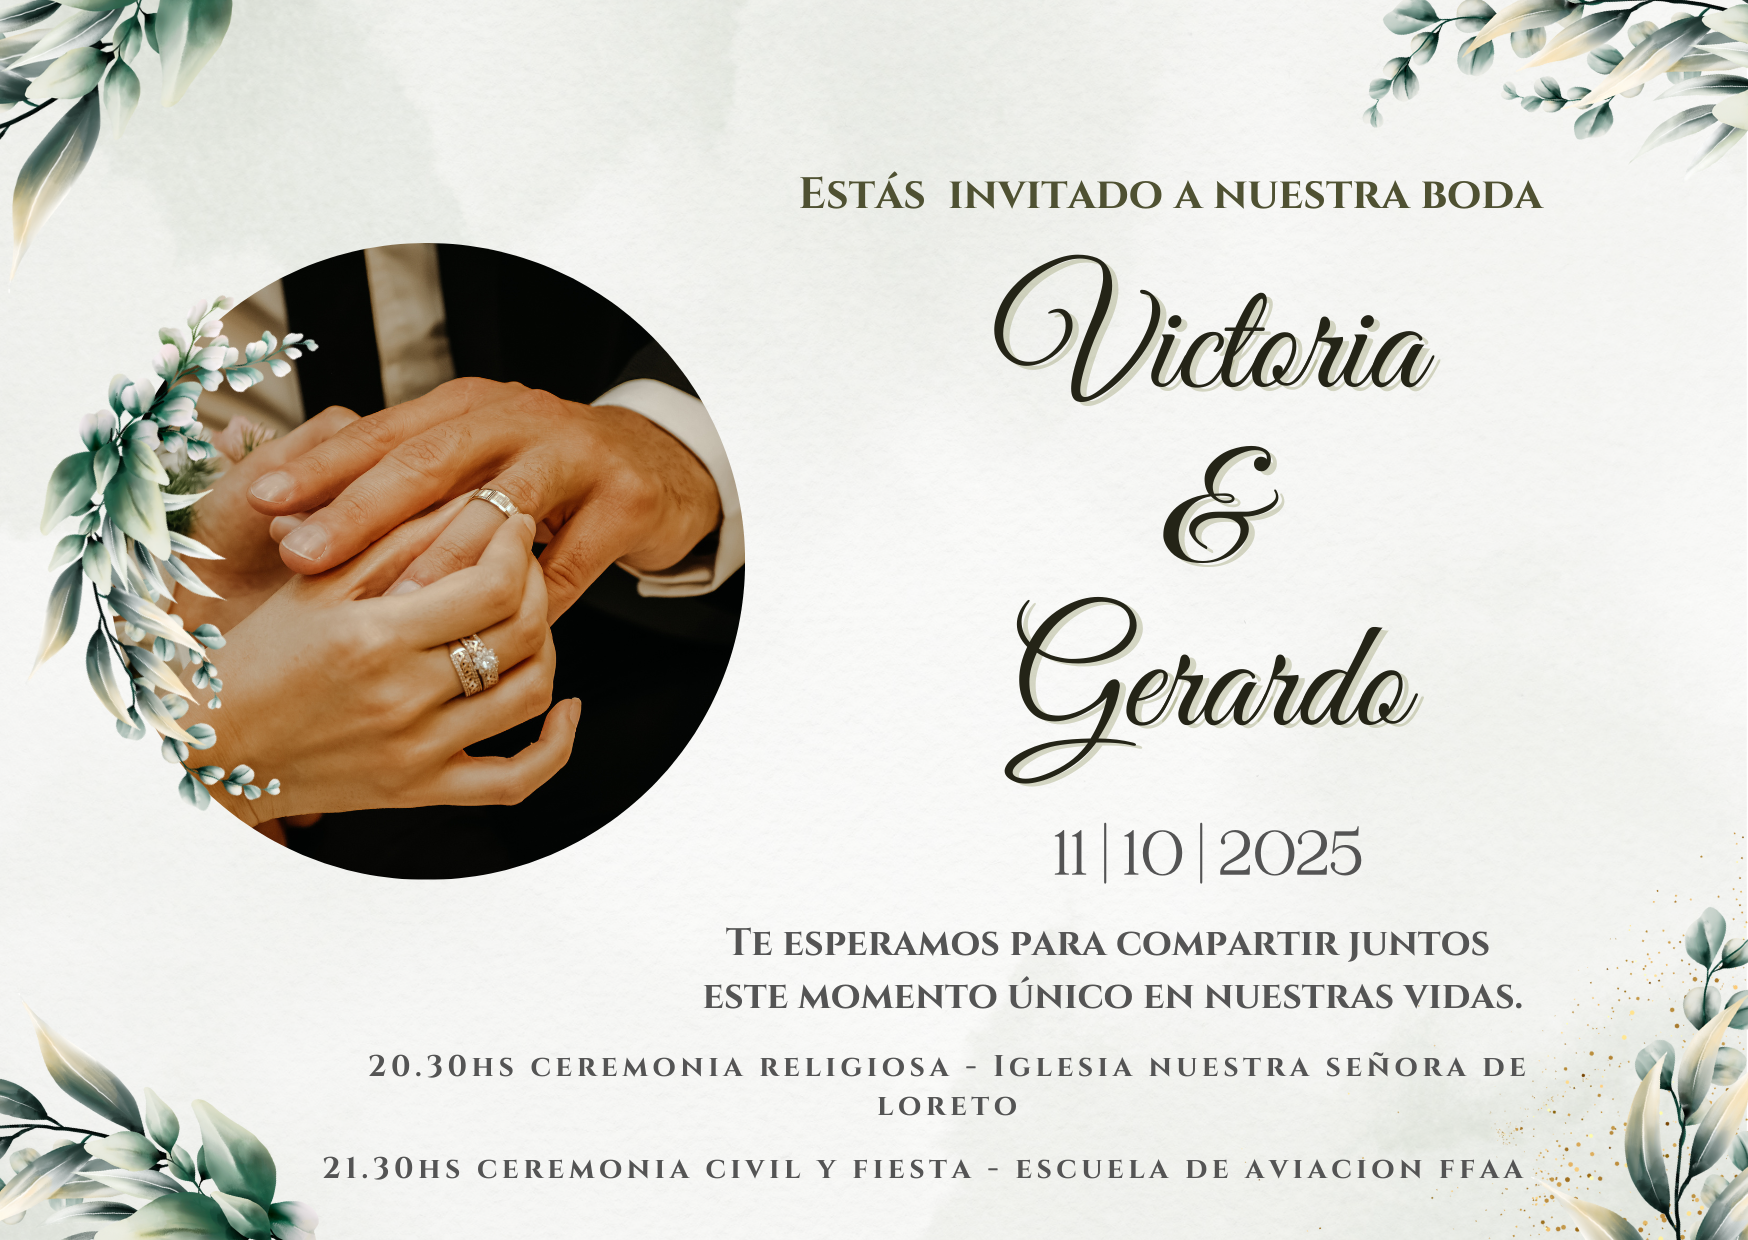 Estás invitado a nuestra boda
Victoria
&
Gerardo
11|10|2025
Te esperamos para compartir juntos
este momento único en nuestras vidas.
20.30hs ceremonia religiosa - Iglesia nuestra señora de
loreto
21.30hs ceremonia civil y fiesta - escuela de aviacion ffaa